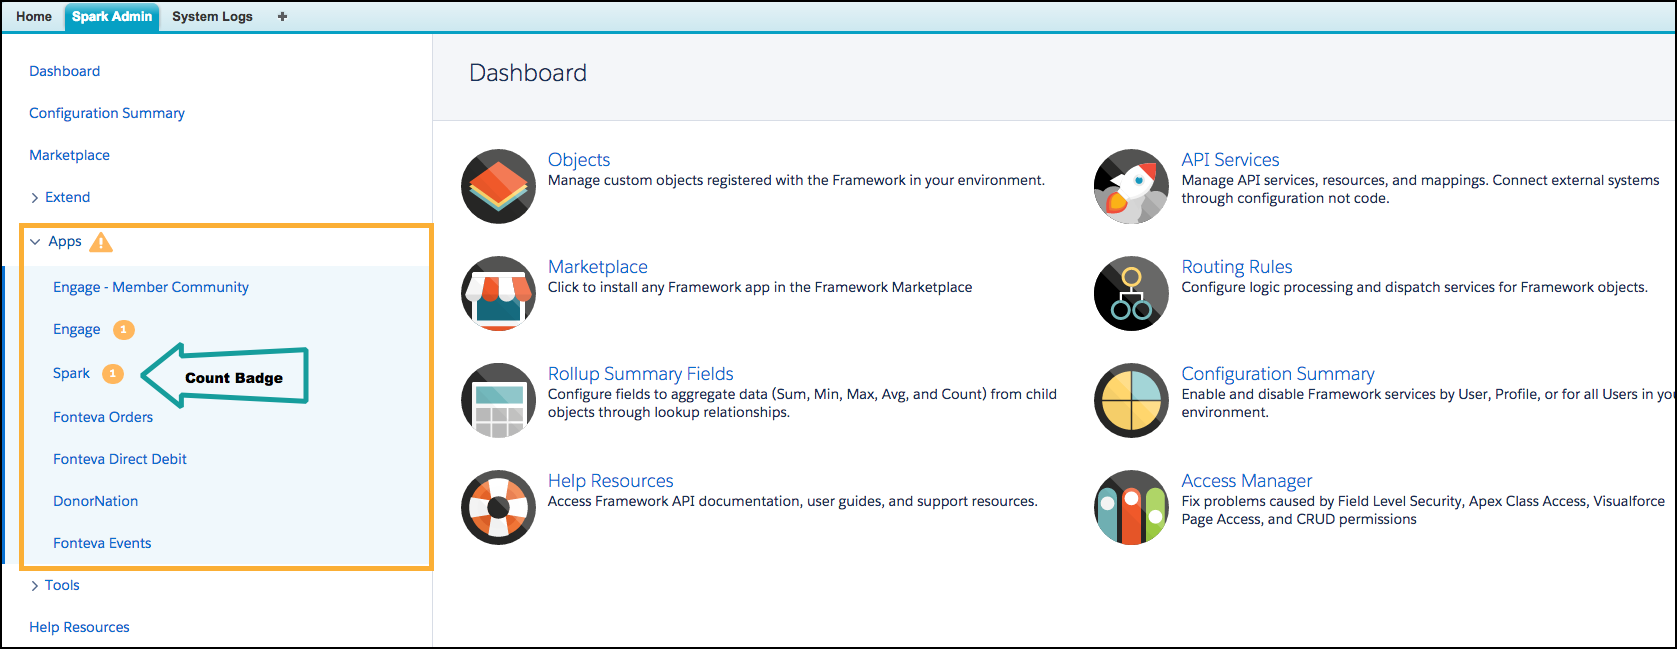 Home Spark Admin System Logs +
Dashboard
Configuration Summary
Marketplace
Extend
Apps
Engage - Member Community
Engage 1
Spark 1
Count Badge
Fonteva Orders
Fonteva Direct Debit
DonorNation
Fonteva Events
Tools
Help Resources
Dashboard
Objects
Manage custom objects registered with the Framework in your environment.
API Services
Manage API services, resources, and mappings. Connect external systems
through configuration not code.
Marketplace
Click to install any Framework app in the Framework Marketplace
Routing Rules
Configure logic processing and dispatch services for Framework objects.
Rollup Summary Fields
Configure fields to aggregate data (Sum, Min, Max, Avg, and Count) from child
objects through lookup relationships.
Configuration Summary
Enable and disable Framework services by User, Profile, or for all Users in you
environment.
Help Resources
Access Framework API documentation, user guides, and support resources.
Access Manager
Fix problems caused by Field Level Security, Apex Class Access, Visualforce
Page Access, and CRUD permissions